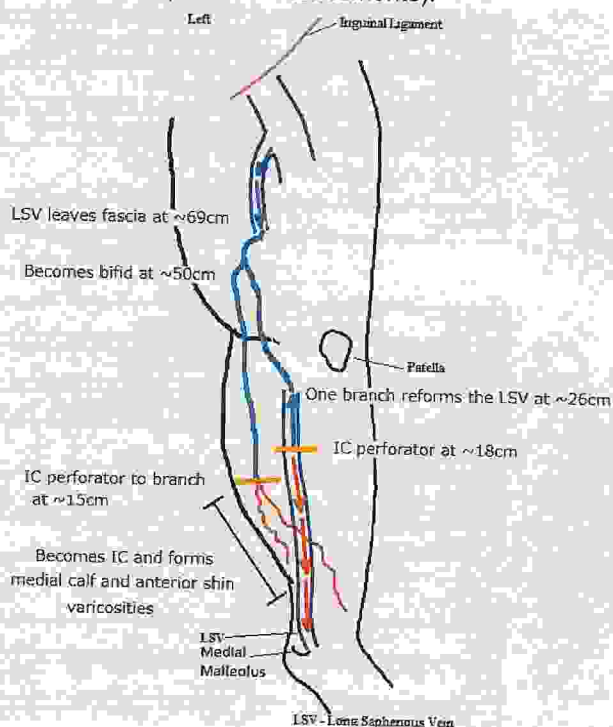 Left
Inguinal Ligament
LSV leaves fascia at ~69cm
Becomes bifid at ~50cm
Patella
One branch reforms the LSV at ~26cm
IC perforator at ~18cm
IC perforator to branch
at ~15cm
Becomes IC and forms
medial calf and anterior shin
varicosities
LSV
Medial
Malleolus
LSV - Long Saphenous Vein